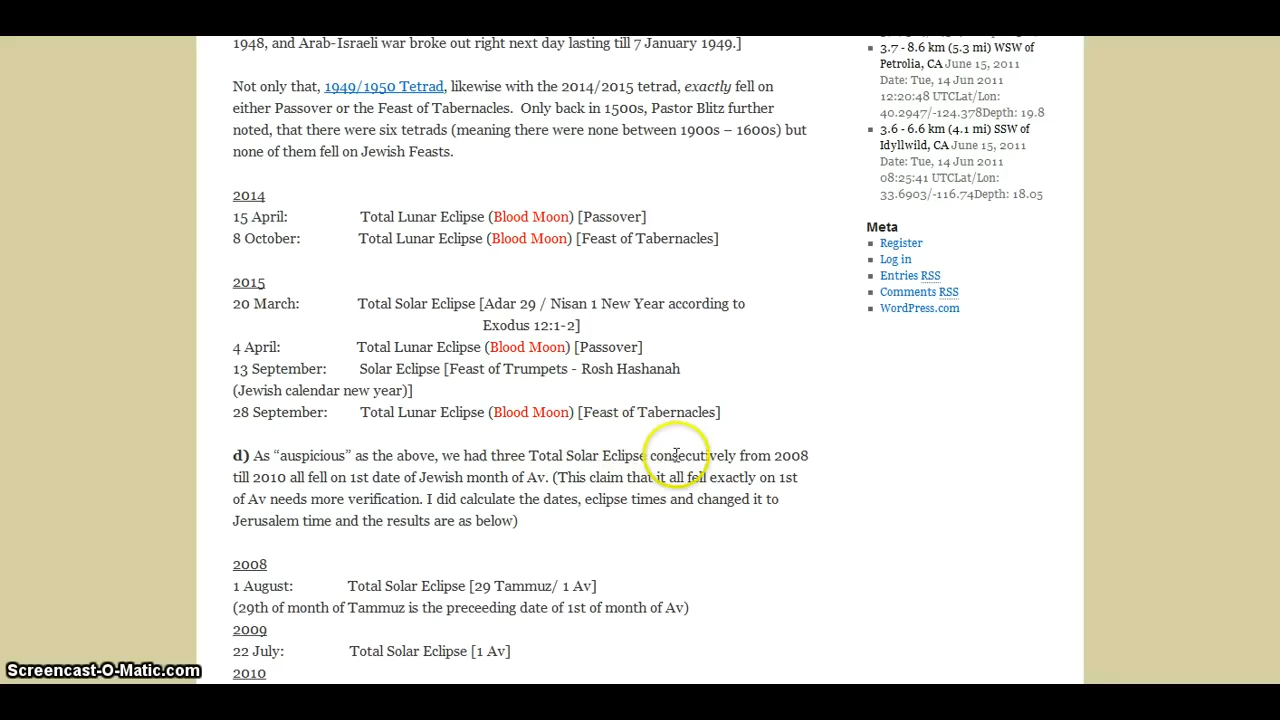 1948, and Arab-Israeli war broke out right next day lasting till 7 January 1949.]
Not only that, 1949/1950 Tetrad, likewise with the 2014/2015 tetrad, exactly fell on
either Passover or the Feast of Tabernacles. Only back in 1500s, Pastor Blitz further
noted, that there were six tetrads (meaning there were none between 1900s – 1600s) but
none of them fell on Jewish Feasts.
2014
15 April: Total Lunar Eclipse (Blood Moon) [Passover]
8 October: Total Lunar Eclipse (Blood Moon) [Feast of Tabernacles]
2015
20 March: Total Solar Eclipse [Adar 29 / Nisan 1 New Year according to
Exodus 12:1-2]
4 April: Total Lunar Eclipse (Blood Moon) [Passover]
13 September: Solar Eclipse [Feast of Trumpets - Rosh Hashanah
(Jewish calendar new year)]
28 September: Total Lunar Eclipse (Blood Moon) [Feast of Tabernacles]
d) As “auspicious” as the above, we had three Total Solar Eclipse consecutively from 2008
till 2010 all fell on 1st date of Jewish month of Av. (This claim that it all fell exactly on 1st
of Av needs more verification. I did calculate the dates, eclipse times and changed it to
Jerusalem time and the results are as below)
2008
1 August: Total Solar Eclipse [29 Tammuz/ 1 Av]
(29th of month of Tammuz is the preceeding date of 1st of month of Av)
2009
22 July: Total Solar Eclipse [1 Av]
2010
3.7 - 8.6 km (5.3 mi) WSW of
Petrolia, CA June 15, 2011
Date: Tue, 14 Jun 2011
12:20:48 UTCLat/Lon:
40.2947/-124.378Depth: 19.8
3.6 - 6.6 km (4.1 mi) SSW of
Idyllwild, CA June 15, 2011
Date: Tue, 14 Jun 2011
08:25:41 UTCLat/Lon:
33.6903/-116.74Depth: 18.05
Meta
Register
Log in
Entries RSS
Comments RSS
WordPress.com
Screencast-O-Matic.com